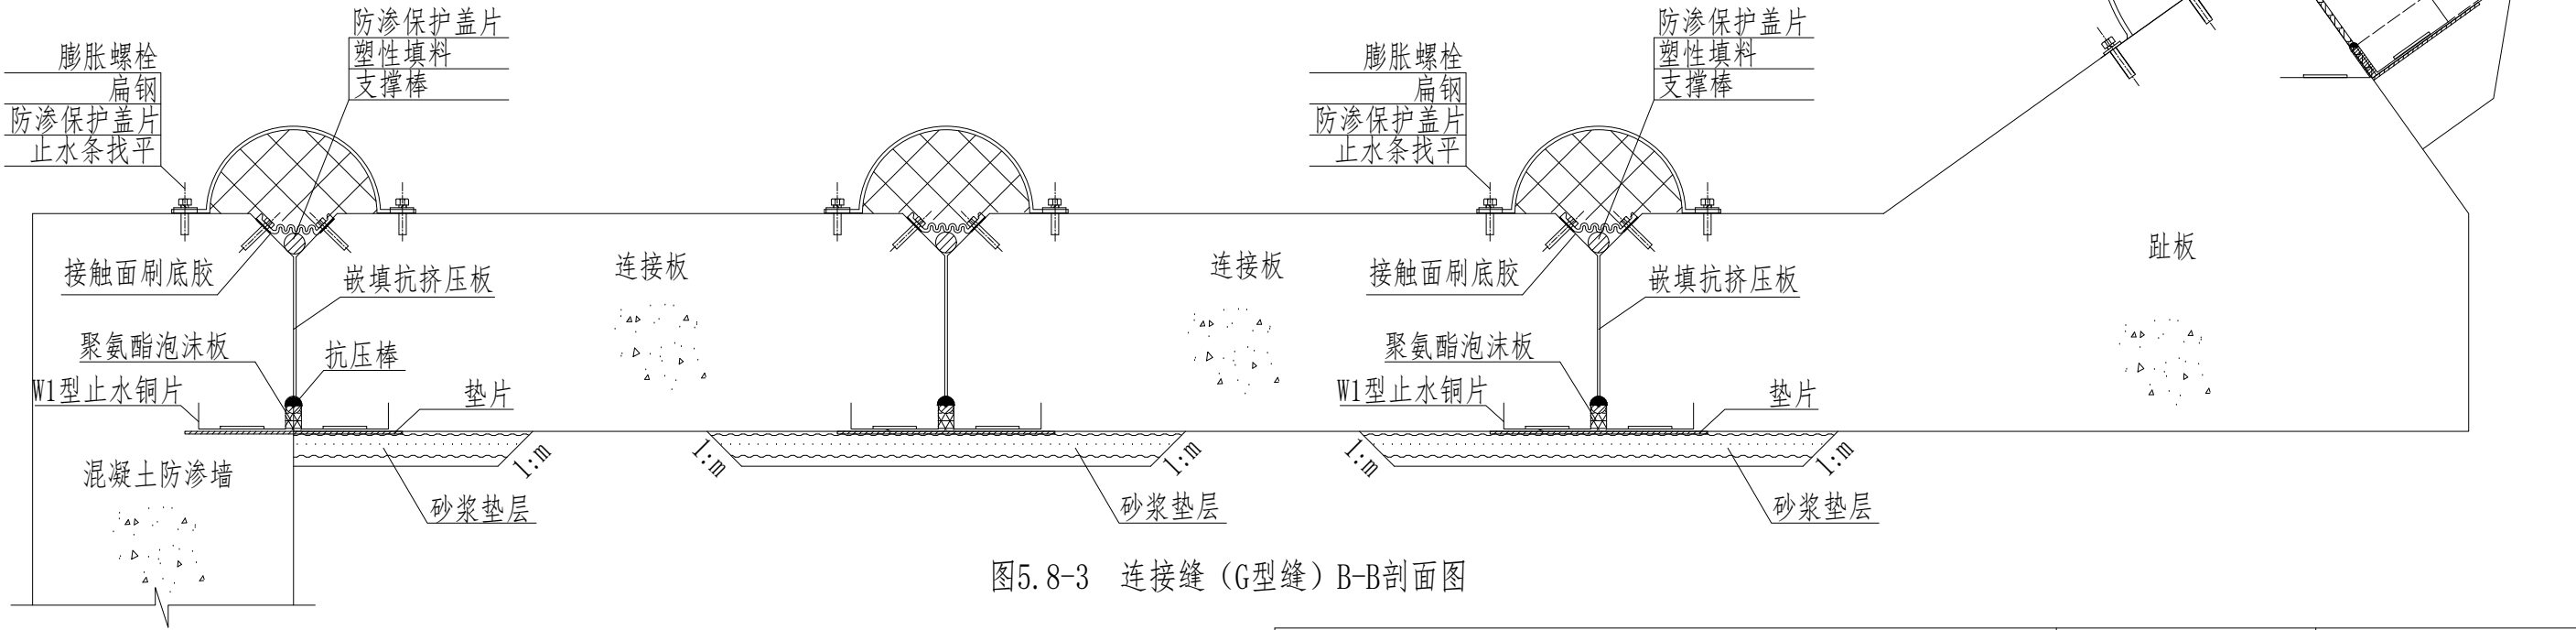 防渗保护盖片
塑性填料
支撑棒
膨胀螺栓
扁钢
防渗保护盖片
止水条找平
防渗保护盖片
塑性填料
支撑棒
膨胀螺栓
扁钢
防渗保护盖片
止水条找平
接触面刷底胶
嵌填抗挤压板
连接板
连接板
接触面刷底胶
嵌填抗挤压板
趾板
聚氨酯泡沫板
抗压棒
W1型止水铜片
垫片
聚氨酯泡沫板
W1型止水铜片
垫片
1:m
1:m
1:m
1:m
1:m
混凝土防渗墙
砂浆垫层
砂浆垫层
砂浆垫层
图5.8-3 连接缝（G型缝）B-B剖面图